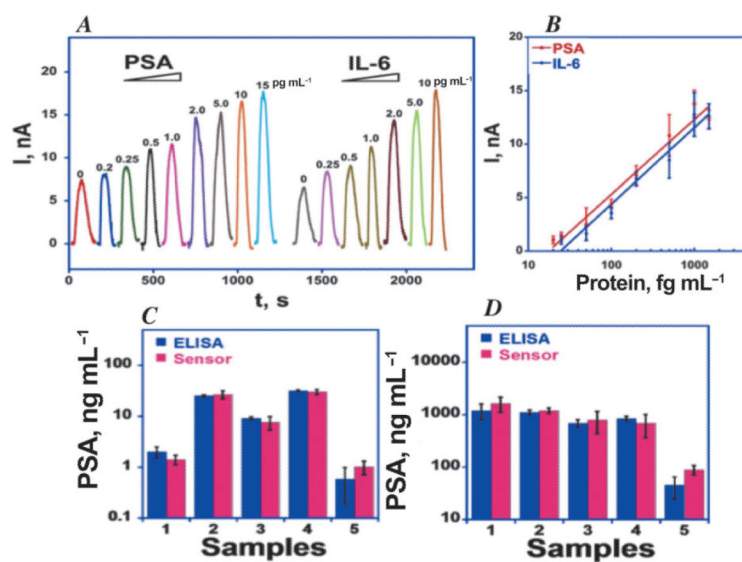 A
PSA
IL-6
I, nA
20
15
10
5
0
0
0.2
0.25
0.5
1.0
2.0
5.0
10
15 pg mL⁻¹
0
0.25
0.5
1.0
2.0
5.0
10 pg mL⁻¹
0
500
1000
1500
2000
t, s
B
PSA
IL-6
I, nA
20
15
10
5
0
10
100
1000
Protein, fg mL⁻¹
C
ELISA
Sensor
PSA, ng mL⁻¹
100
10
1
0.1
1
2
3
4
5
Samples
D
ELISA
Sensor
PSA, ng mL⁻¹
10000
1000
100
10
1
2
3
4
5
Samples